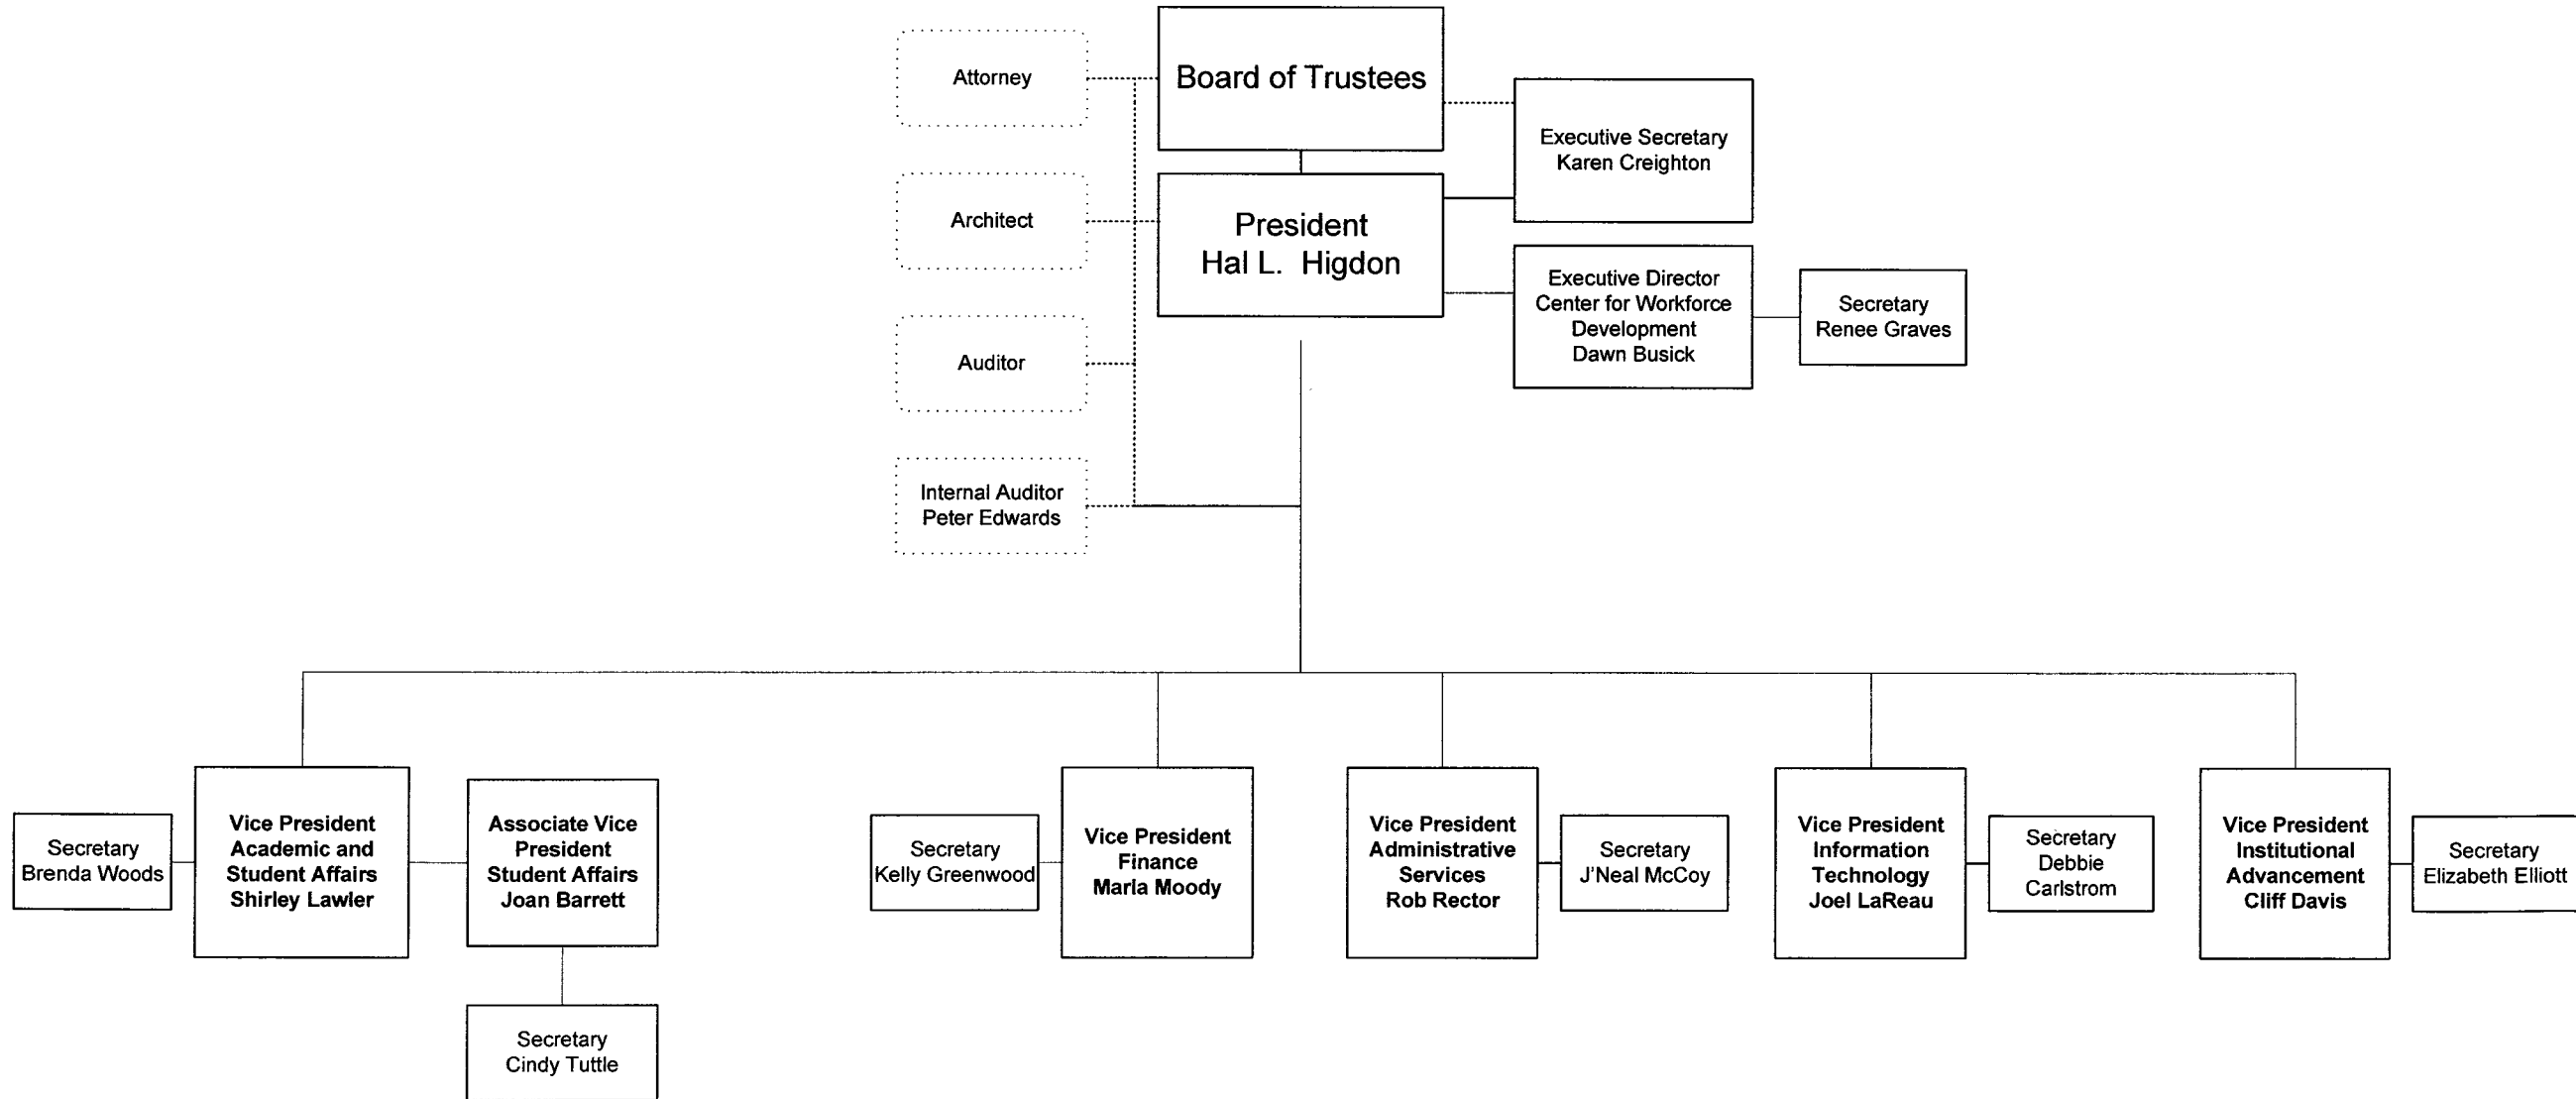 Attorney
Board of Trustees
Executive Secretary
Karen Creighton
Architect
President
Hal L. Higdon
Executive Director
Center for Workforce
Development
Dawn Busick
Secretary
Renee Graves
Auditor
Internal Auditor
Peter Edwards
Secretary
Brenda Woods
Vice President
Academic and
Student Affairs
Shirley Lawler
Associate Vice
President
Student Affairs
Joan Barrett
Secretary
Cindy Tuttle
Secretary
Kelly Greenwood
Vice President
Finance
Marla Moody
Vice President
Administrative
Services
Rob Rector
Secretary
J'Neal McCoy
Vice President
Information
Technology
Joel LaReau
Secretary
Debbie
Carlstrom
Vice President
Institutional
Advancement
Cliff Davis
Secretary
Elizabeth Elliott